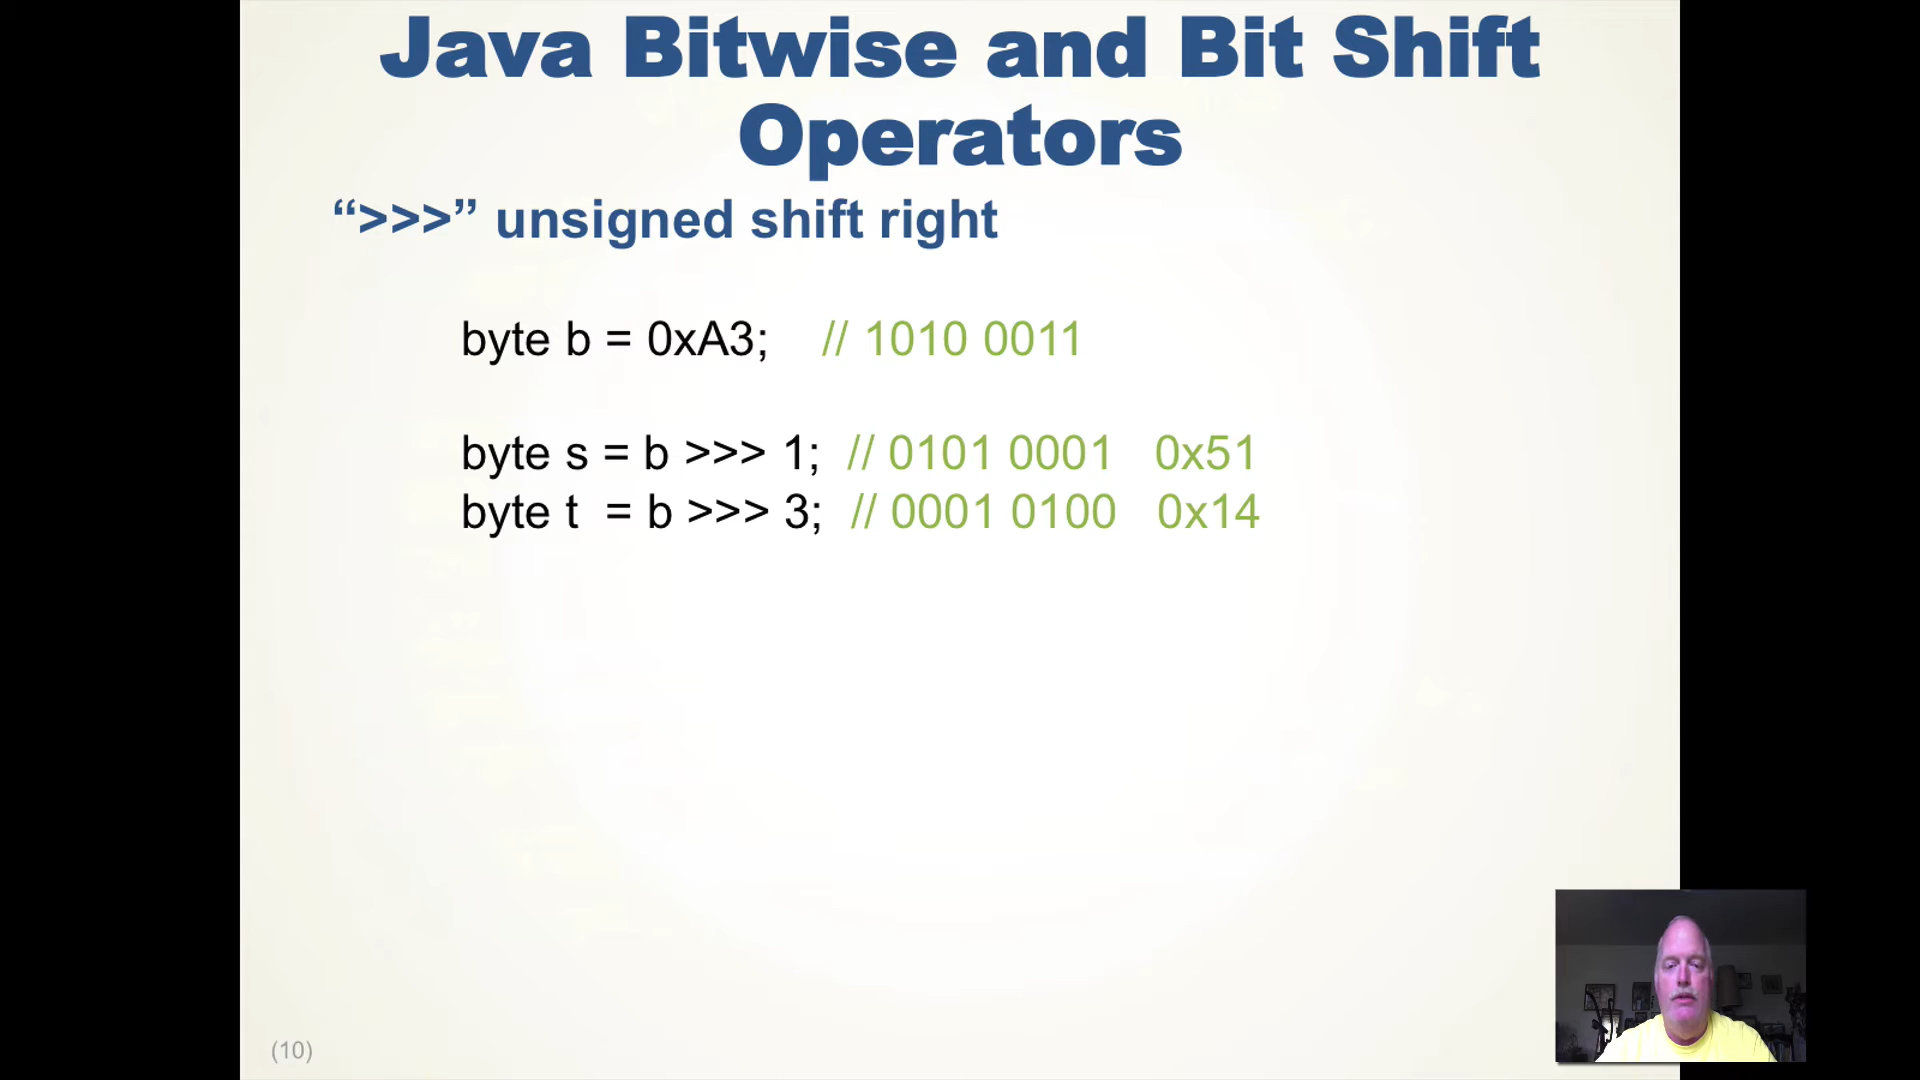 Java Bitwise and Bit Shift
Operators
“>>>” unsigned shift right
byte b = 0xA3; // 1010 0011
byte s = b >>> 1; // 0101 0001 0x51
byte t = b >>> 3; // 0001 0100 0x14
(10)